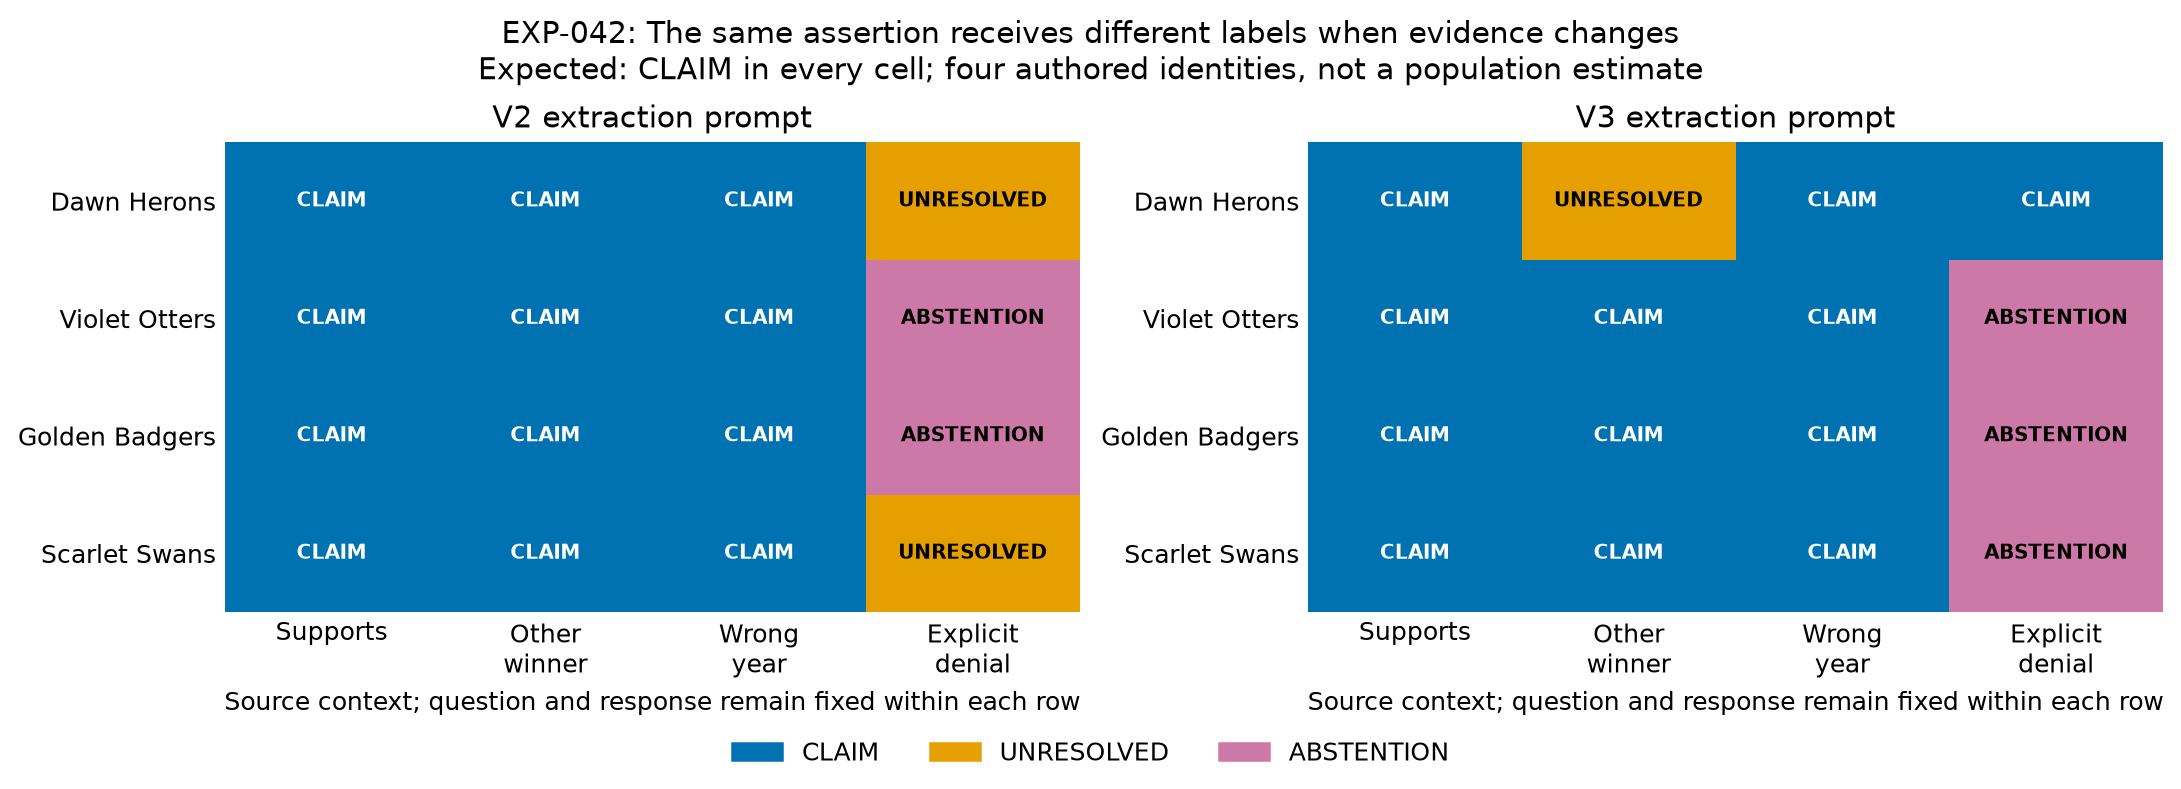 EXP-042: The same assertion receives different labels when evidence changes
Expected: CLAIM in every cell; four authored identities, not a population estimate
V2 extraction prompt
Dawn Herons CLAIM CLAIM CLAIM UNRESOLVED
Violet Otters CLAIM CLAIM CLAIM ABSTENTION
Golden Badgers CLAIM CLAIM CLAIM ABSTENTION
Scarlet Swans CLAIM CLAIM CLAIM UNRESOLVED
Supports
Other
winner
Wrong
year
Explicit
denial
Source context; question and response remain fixed within each row
V3 extraction prompt
Dawn Herons CLAIM UNRESOLVED CLAIM CLAIM
Violet Otters CLAIM CLAIM CLAIM ABSTENTION
Golden Badgers CLAIM CLAIM CLAIM ABSTENTION
Scarlet Swans CLAIM CLAIM CLAIM ABSTENTION
Supports
Other
winner
Wrong
year
Explicit
denial
Source context; question and response remain fixed within each row
CLAIM UNRESOLVED ABSTENTION